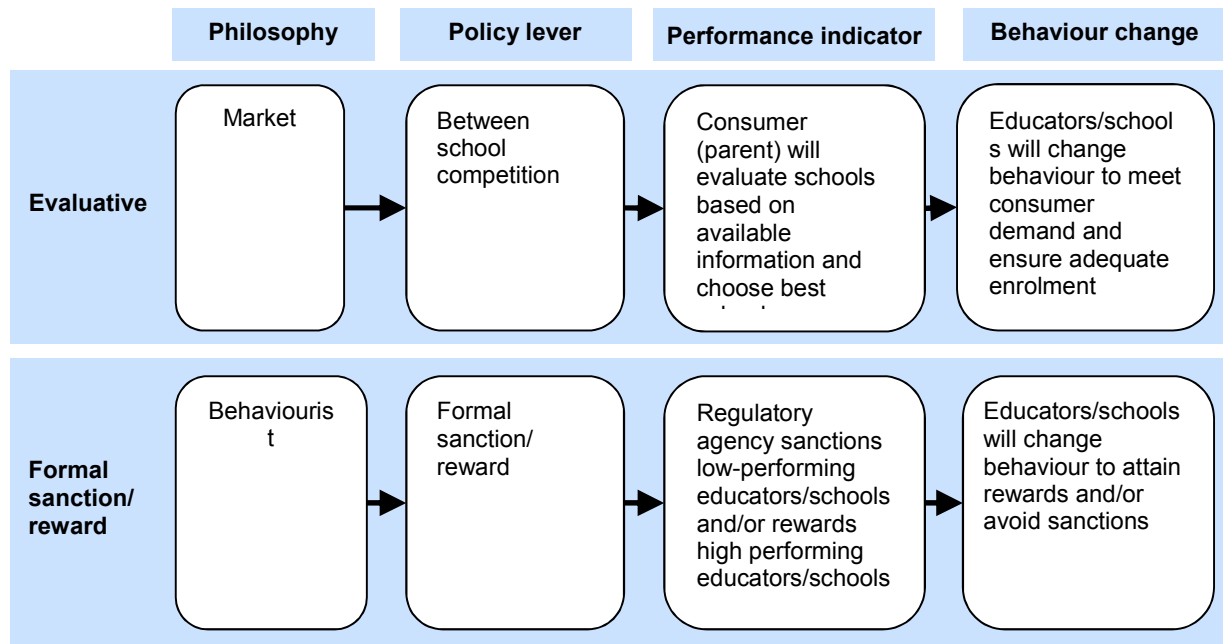 Philosophy
Policy lever
Performance indicator
Behaviour change
Evaluative
Market
Between
school
competition
Consumer
(parent) will
evaluate schools
based on
available
information and
choose best
Educators/school
s will change
behaviour to meet
consumer
demand and
ensure adequate
enrolment
Formal
sanction/
reward
Behaviouris
t
Formal
sanction/
reward
Regulatory
agency sanctions
low-performing
educators/schools
and/or rewards
high performing
educators/schools
Educators/schools
will change
behaviour to attain
rewards and/or
avoid sanctions